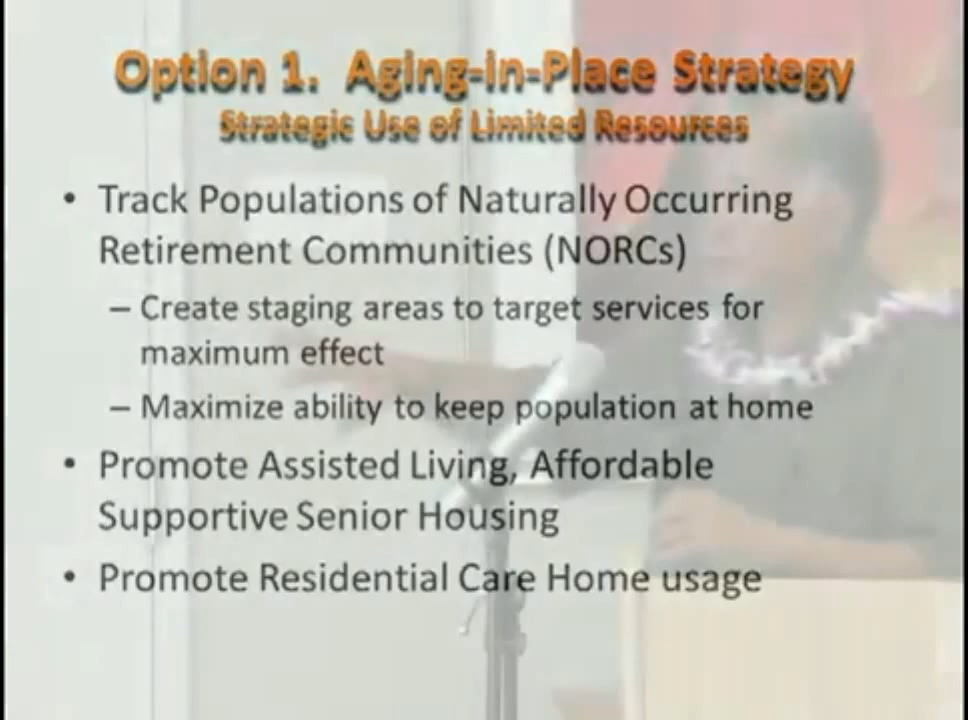 Option 1. Aging-in-Place Strategy
Strategic Use of Limited Resources
• Track Populations of Naturally Occurring
Retirement Communities (NORCs)
– Create staging areas to target services for
maximum effect
– Maximize ability to keep population at home
• Promote Assisted Living, Affordable
Supportive Senior Housing
• Promote Residential Care Home usage